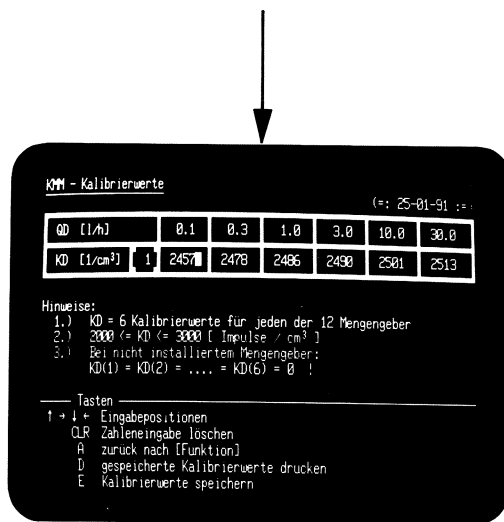 KMM - Kalibrierwerte
(=: 25-01-91 :=
QD [l/h] 0.1 0.3 1.0 3.0 10.0 30.0
KD [1/cm³] 1 2457 2478 2486 2490 2501 2513
Hinweise:
1.) KD = 6 Kalibrierwerte für jeden der 12 Mengengeber
2.) 2000 <= KD <= 3000 [ Impulse / cm³ ]
3.) Bei nicht installiertem Mengengeber:
KD(1) = KD(2) = .... = KD(6) = 0 !
Tasten
↑ → ↓ ← Eingabepositionen
CLR Zahleneingabe löschen
A zurück nach [Funktion]
D gespeicherte Kalibrierwerte drucken
E Kalibrierwerte speichern